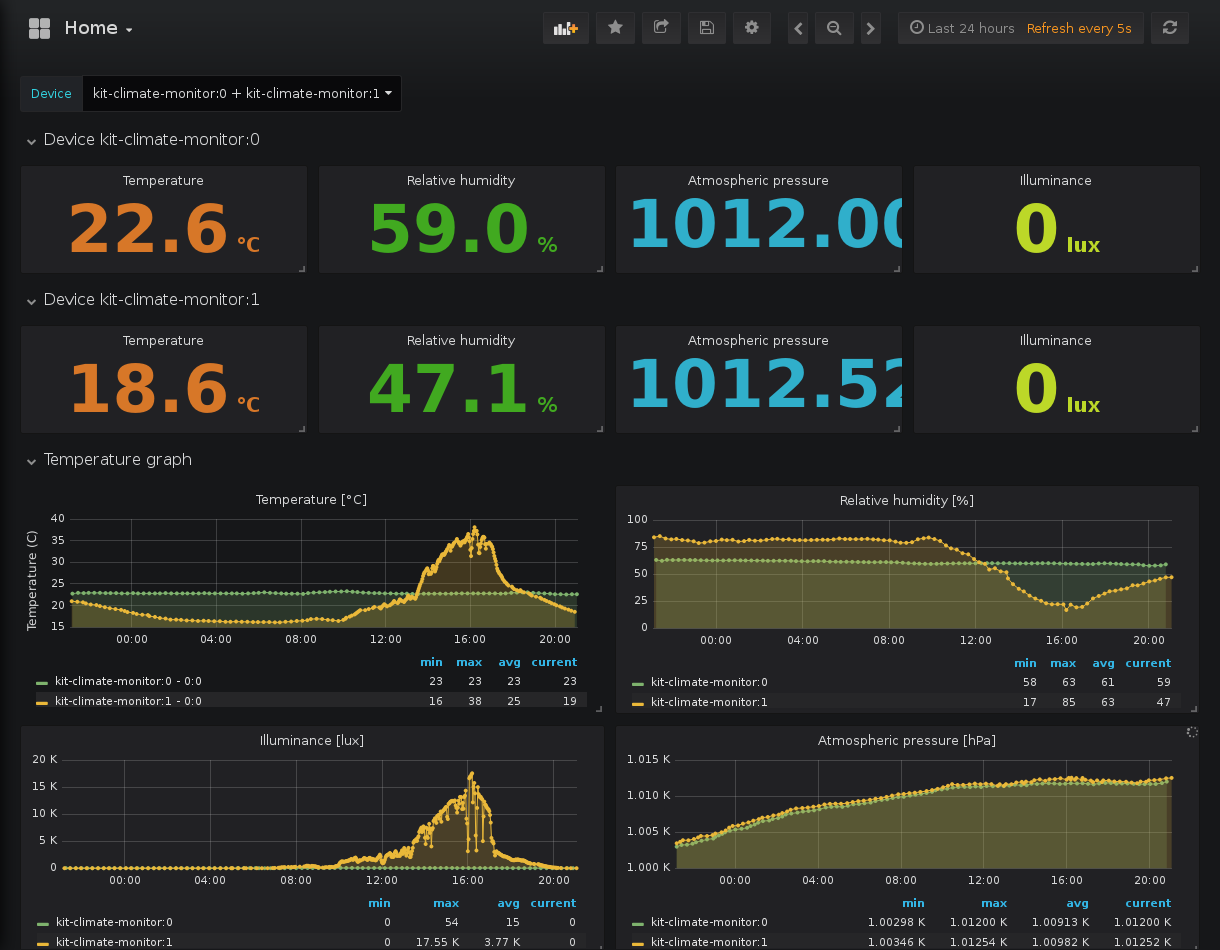 Home
Last 24 hours Refresh every 5s
Device kit-climate-monitor:0 + kit-climate-monitor:1
Device kit-climate-monitor:0
Temperature Relative humidity Atmospheric pressure Illuminance
22.6 °C 59.0 % 1012.00 0 lux
Device kit-climate-monitor:1
Temperature Relative humidity Atmospheric pressure Illuminance
18.6 °C 47.1 % 1012.52 0 lux
Temperature graph
Temperature [°C]
Temperature (C)
40
35
30
25
20
15
00:00 04:00 08:00 12:00 16:00 20:00
min max avg current
kit-climate-monitor:0 - 0:0 23 23 23 23
kit-climate-monitor:1 - 0:0 16 38 25 19
Relative humidity [%]
100
75
50
25
0
00:00 04:00 08:00 12:00 16:00 20:00
min max avg current
kit-climate-monitor:0 58 63 61 59
kit-climate-monitor:1 17 85 63 47
Illuminance [lux]
20 K
15 K
10 K
5 K
0
00:00 04:00 08:00 12:00 16:00 20:00
min max avg current
kit-climate-monitor:0 0 54 15 0
kit-climate-monitor:1 0 17.55 K 3.77 K 0
Atmospheric pressure [hPa]
1.015 K
1.010 K
1.005 K
1.000 K
00:00 04:00 08:00 12:00 16:00 20:00
min max avg current
kit-climate-monitor:0 1.00298 K 1.01200 K 1.00913 K 1.01200 K
kit-climate-monitor:1 1.00346 K 1.01254 K 1.00982 K 1.01252 K